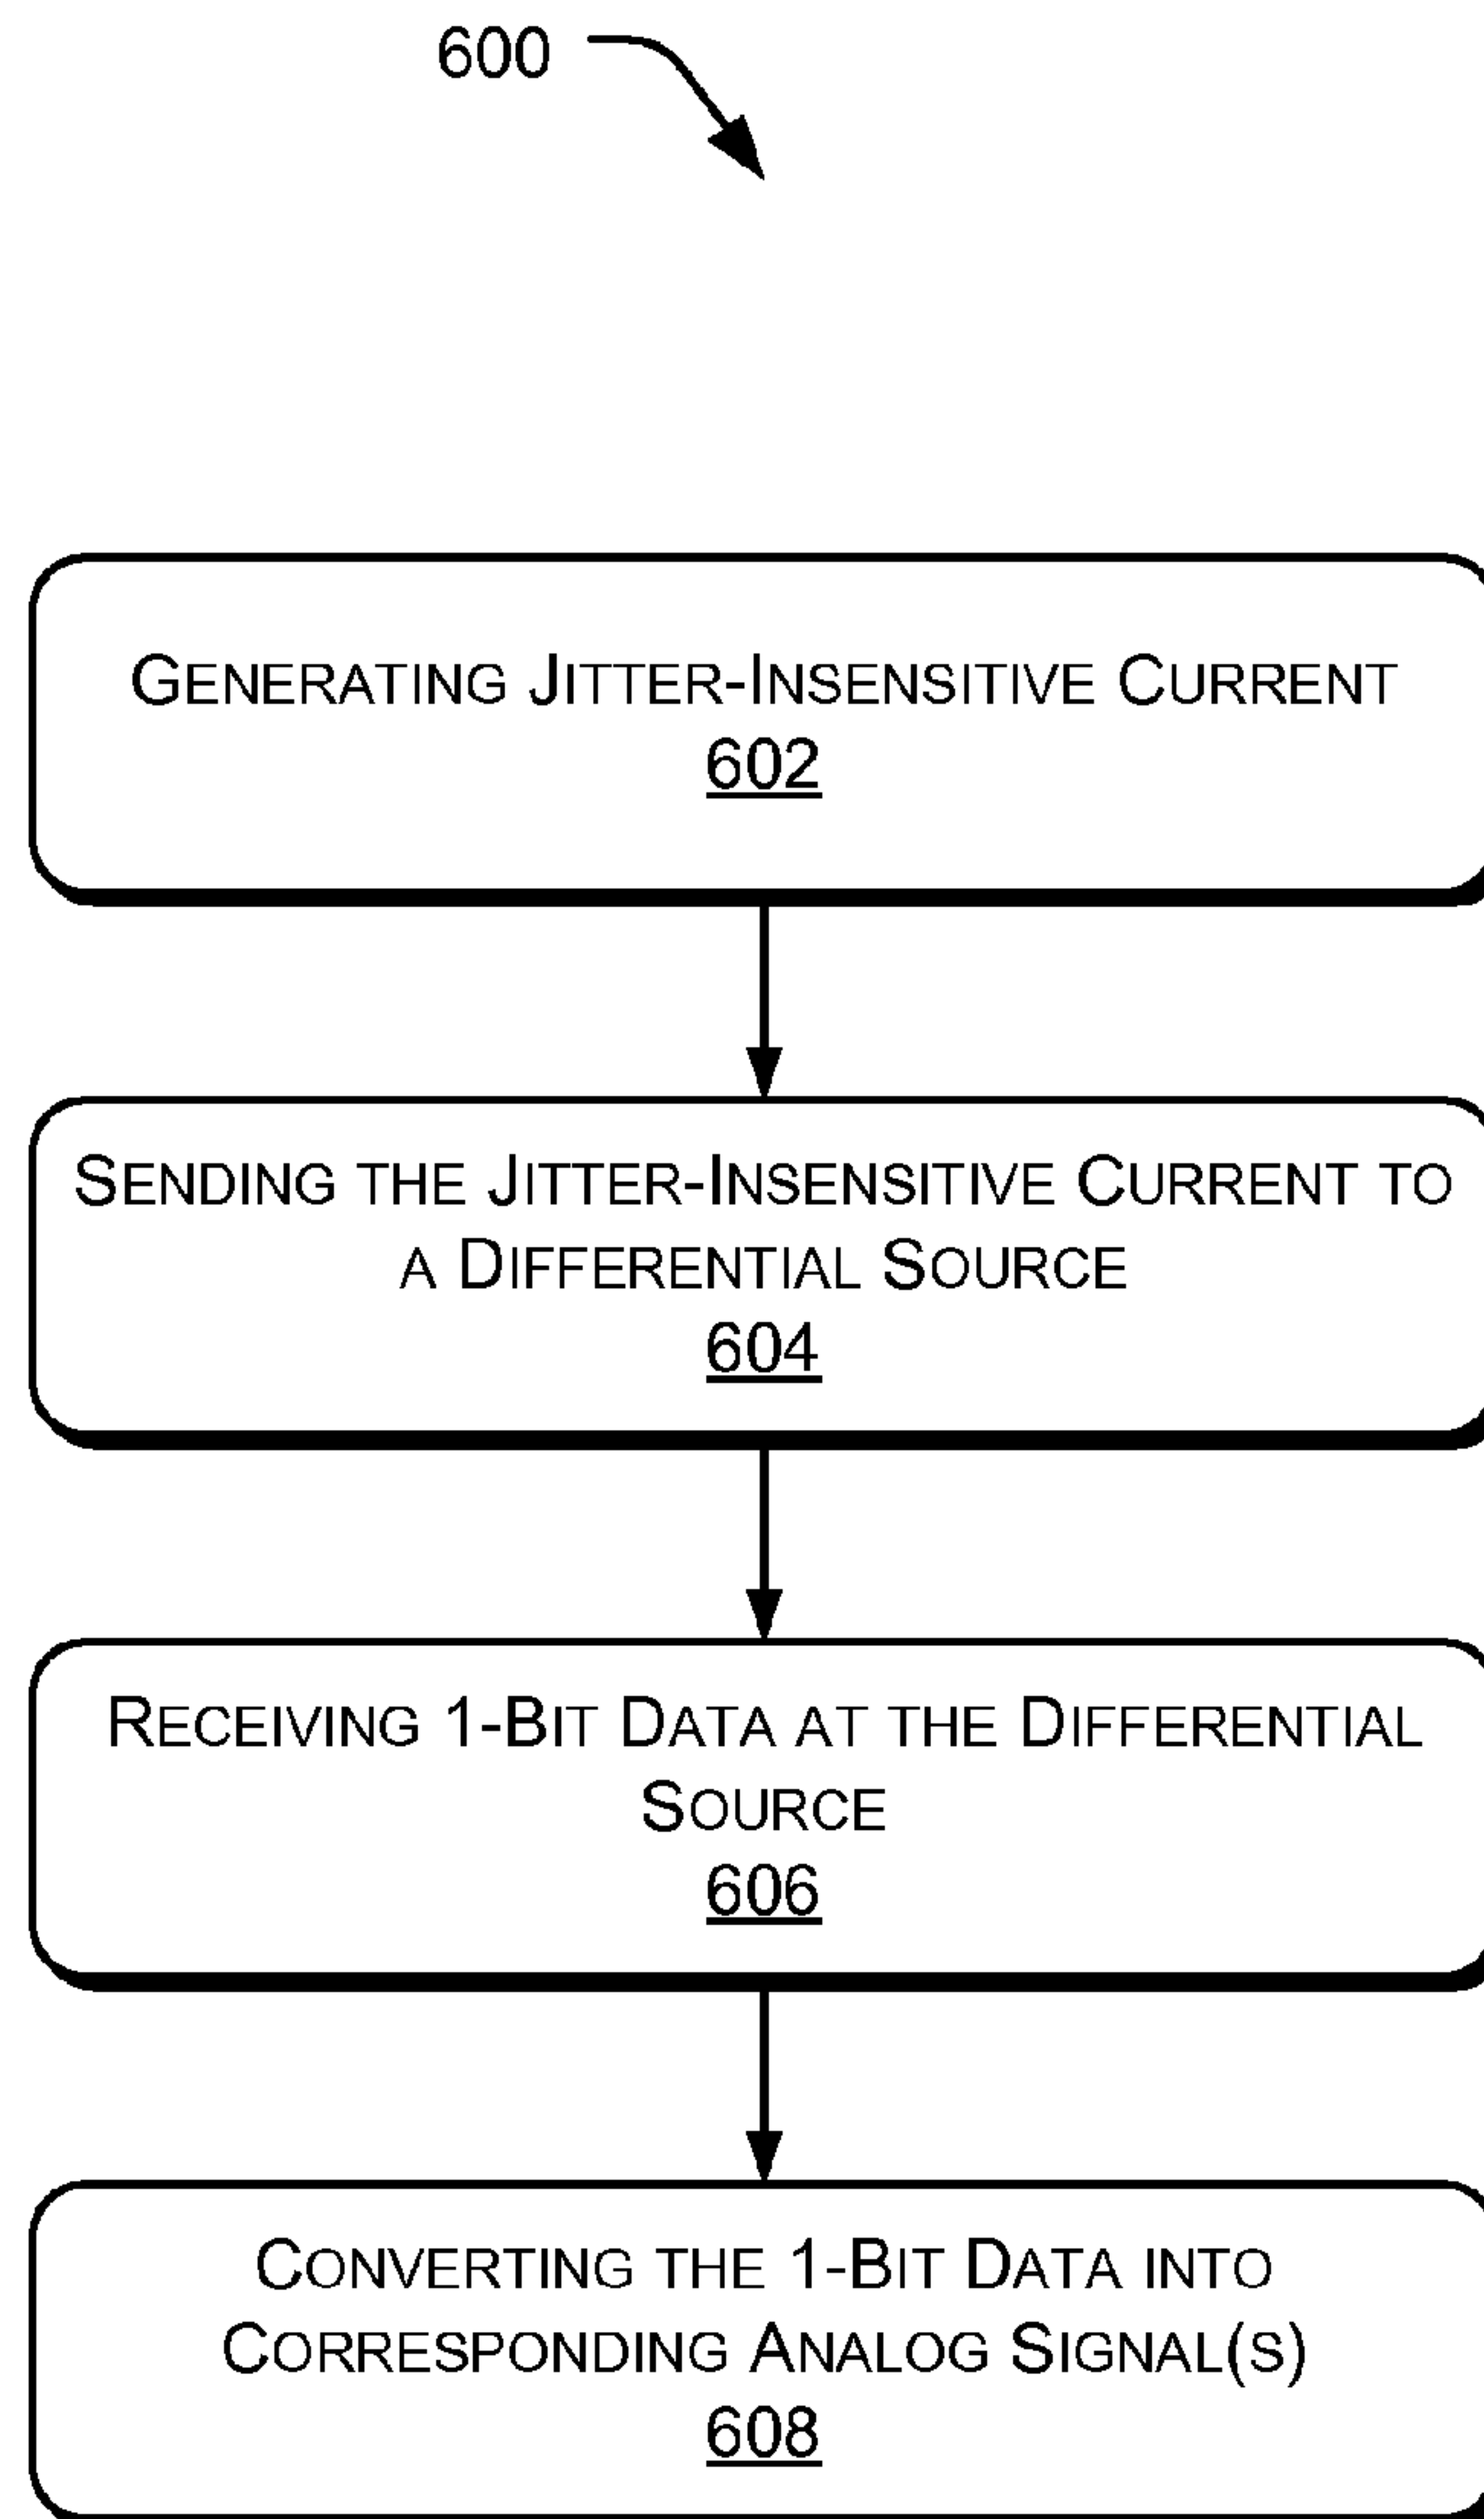 600
GENERATING JITTER-INSENSITIVE CURRENT
602
SENDING THE JITTER-INSENSITIVE CURRENT TO
A DIFFERENTIAL SOURCE
604
RECEIVING 1-BIT DATA AT THE DIFFERENTIAL
SOURCE
606
CONVERTING THE 1-BIT DATA INTO
CORRESPONDING ANALOG SIGNAL(S)
608